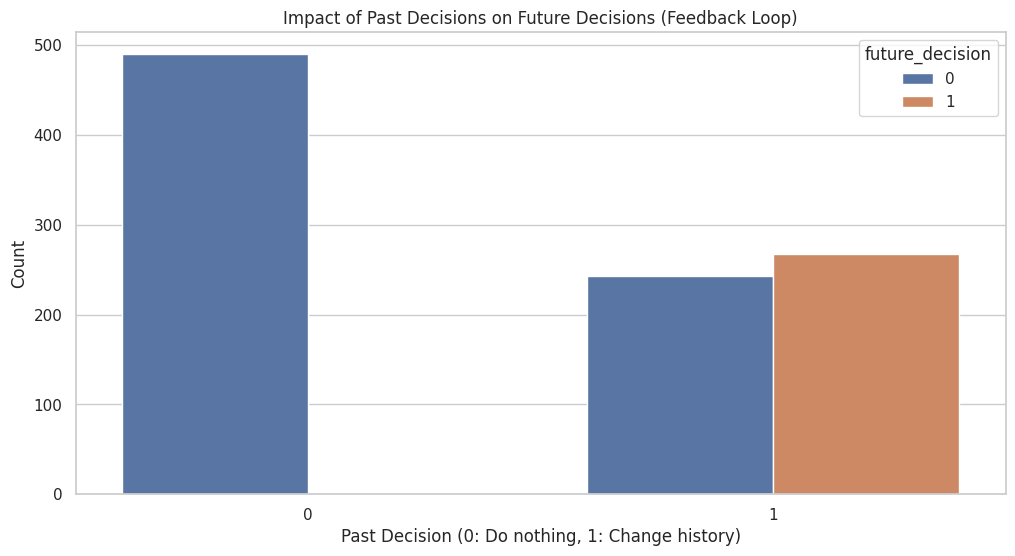 Impact of Past Decisions on Future Decisions (Feedback Loop)
future_decision
0
1
500
400
300
200
100
0
Count
0
1
Past Decision (0: Do nothing, 1: Change history)